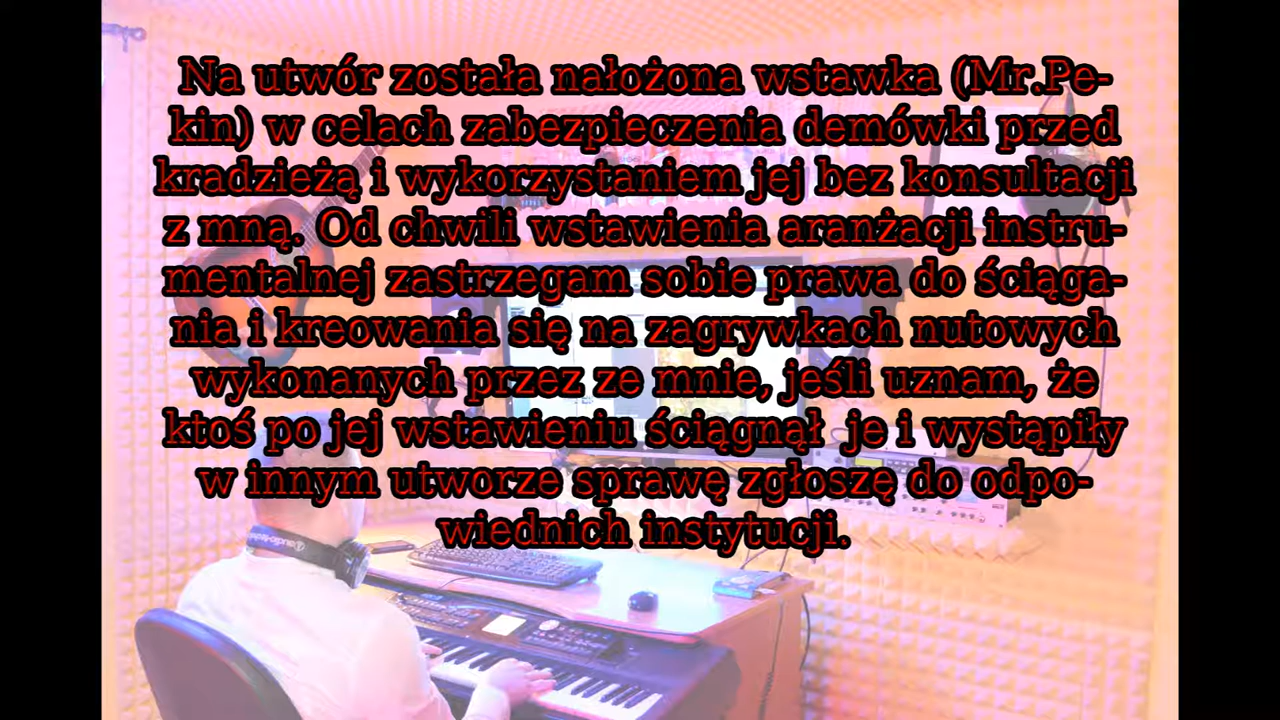 Na utwór została nałożona wstawka (Mr.Pe-
kin) w celach zabezpieczenia demówki przed
kradzieżą i wykorzystaniem jej bez konsultacji
z mną. Od chwili wstawienia aranżacji instru-
mentalnej zastrzegam sobie prawa do ściąga-
nia i kreowania się na zagrywkach nutowych
wykonanych przez ze mnie, jeśli uznam, że
ktoś po jej wstawieniu ściągnął je i wystąpiły
w innym utworze sprawę zgłoszę do odpo-
wiednich instytucji.
audio-technica